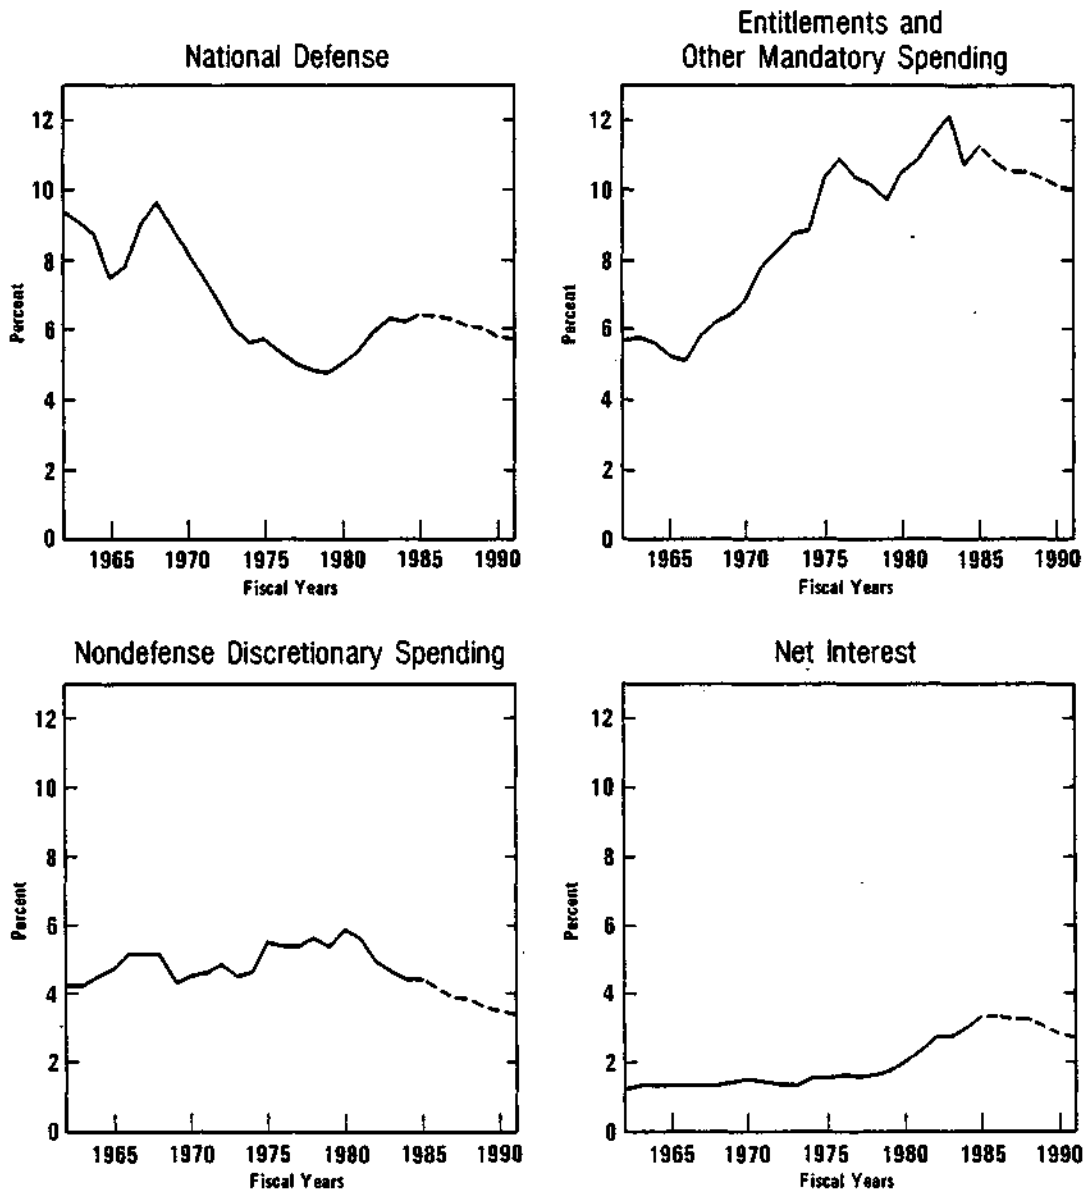 National Defense
Percent
12
10
8
6
4
2
0
1965 1970 1975 1980 1985 1990
Fiscal Years
Entitlements and
Other Mandatory Spending
Percent
12
10
8
6
4
2
0
1965 1970 1975 1980 1985 1990
Fiscal Years
Nondefense Discretionary Spending
Percent
12
10
8
6
4
2
0
1965 1970 1975 1980 1985 1990
Fiscal Years
Net Interest
Percent
12
10
8
6
4
2
0
1965 1970 1975 1980 1985 1990
Fiscal Years